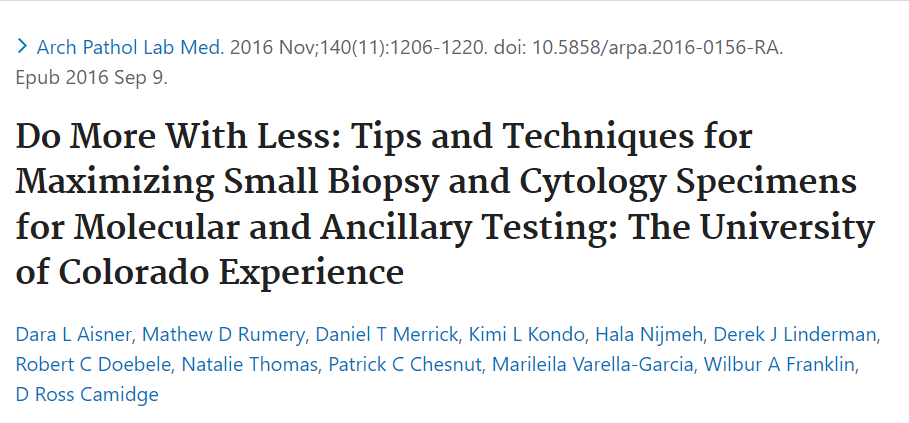 Arch Pathol Lab Med. 2016 Nov;140(11):1206-1220. doi: 10.5858/arpa.2016-0156-RA.
Epub 2016 Sep 9.
Do More With Less: Tips and Techniques for
Maximizing Small Biopsy and Cytology Specimens
for Molecular and Ancillary Testing: The University
of Colorado Experience
Dara L Aisner, Mathew D Rumery, Daniel T Merrick, Kimi L Kondo, Hala Nijmeh, Derek J Linderman,
Robert C Doebele, Natalie Thomas, Patrick C Chesnut, Marileila Varella-Garcia, Wilbur A Franklin,
D Ross Camidge